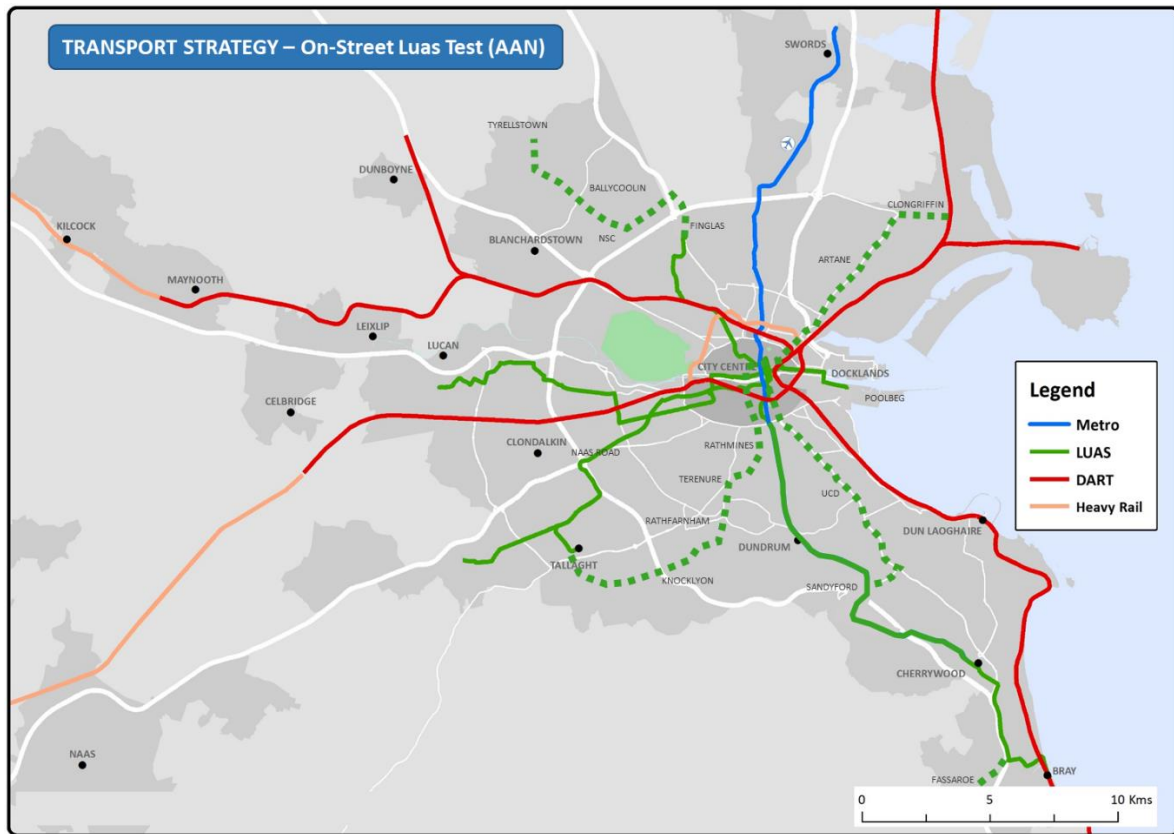 TRANSPORT STRATEGY – On-Street Luas Test (AAN)
SWORDS
TYRELLSTOWN
DUNBOYNE
BALLYCOOLIN
CLONGRIFFIN
KILCOCK
FINGLAS
BLANCHARDSTOWN
NSC
ARTANE
MAYNOOTH
LEIXLIP
LUCAN
CITY CENTRE
DOCKLANDS
POOLBEG
CELBRIDGE
CLONDALKIN
NAAS ROAD
RATHMINES
TERENURE
UCD
RATHFARNHAM
DUN LAOGHAIRE
DUNDRUM
TALLAGHT
KNOCKLYON
SANDYFORD
CHERRYWOOD
NAAS
FASSAROE
BRAY
Legend
Metro
LUAS
DART
Heavy Rail
0 5 10 Kms